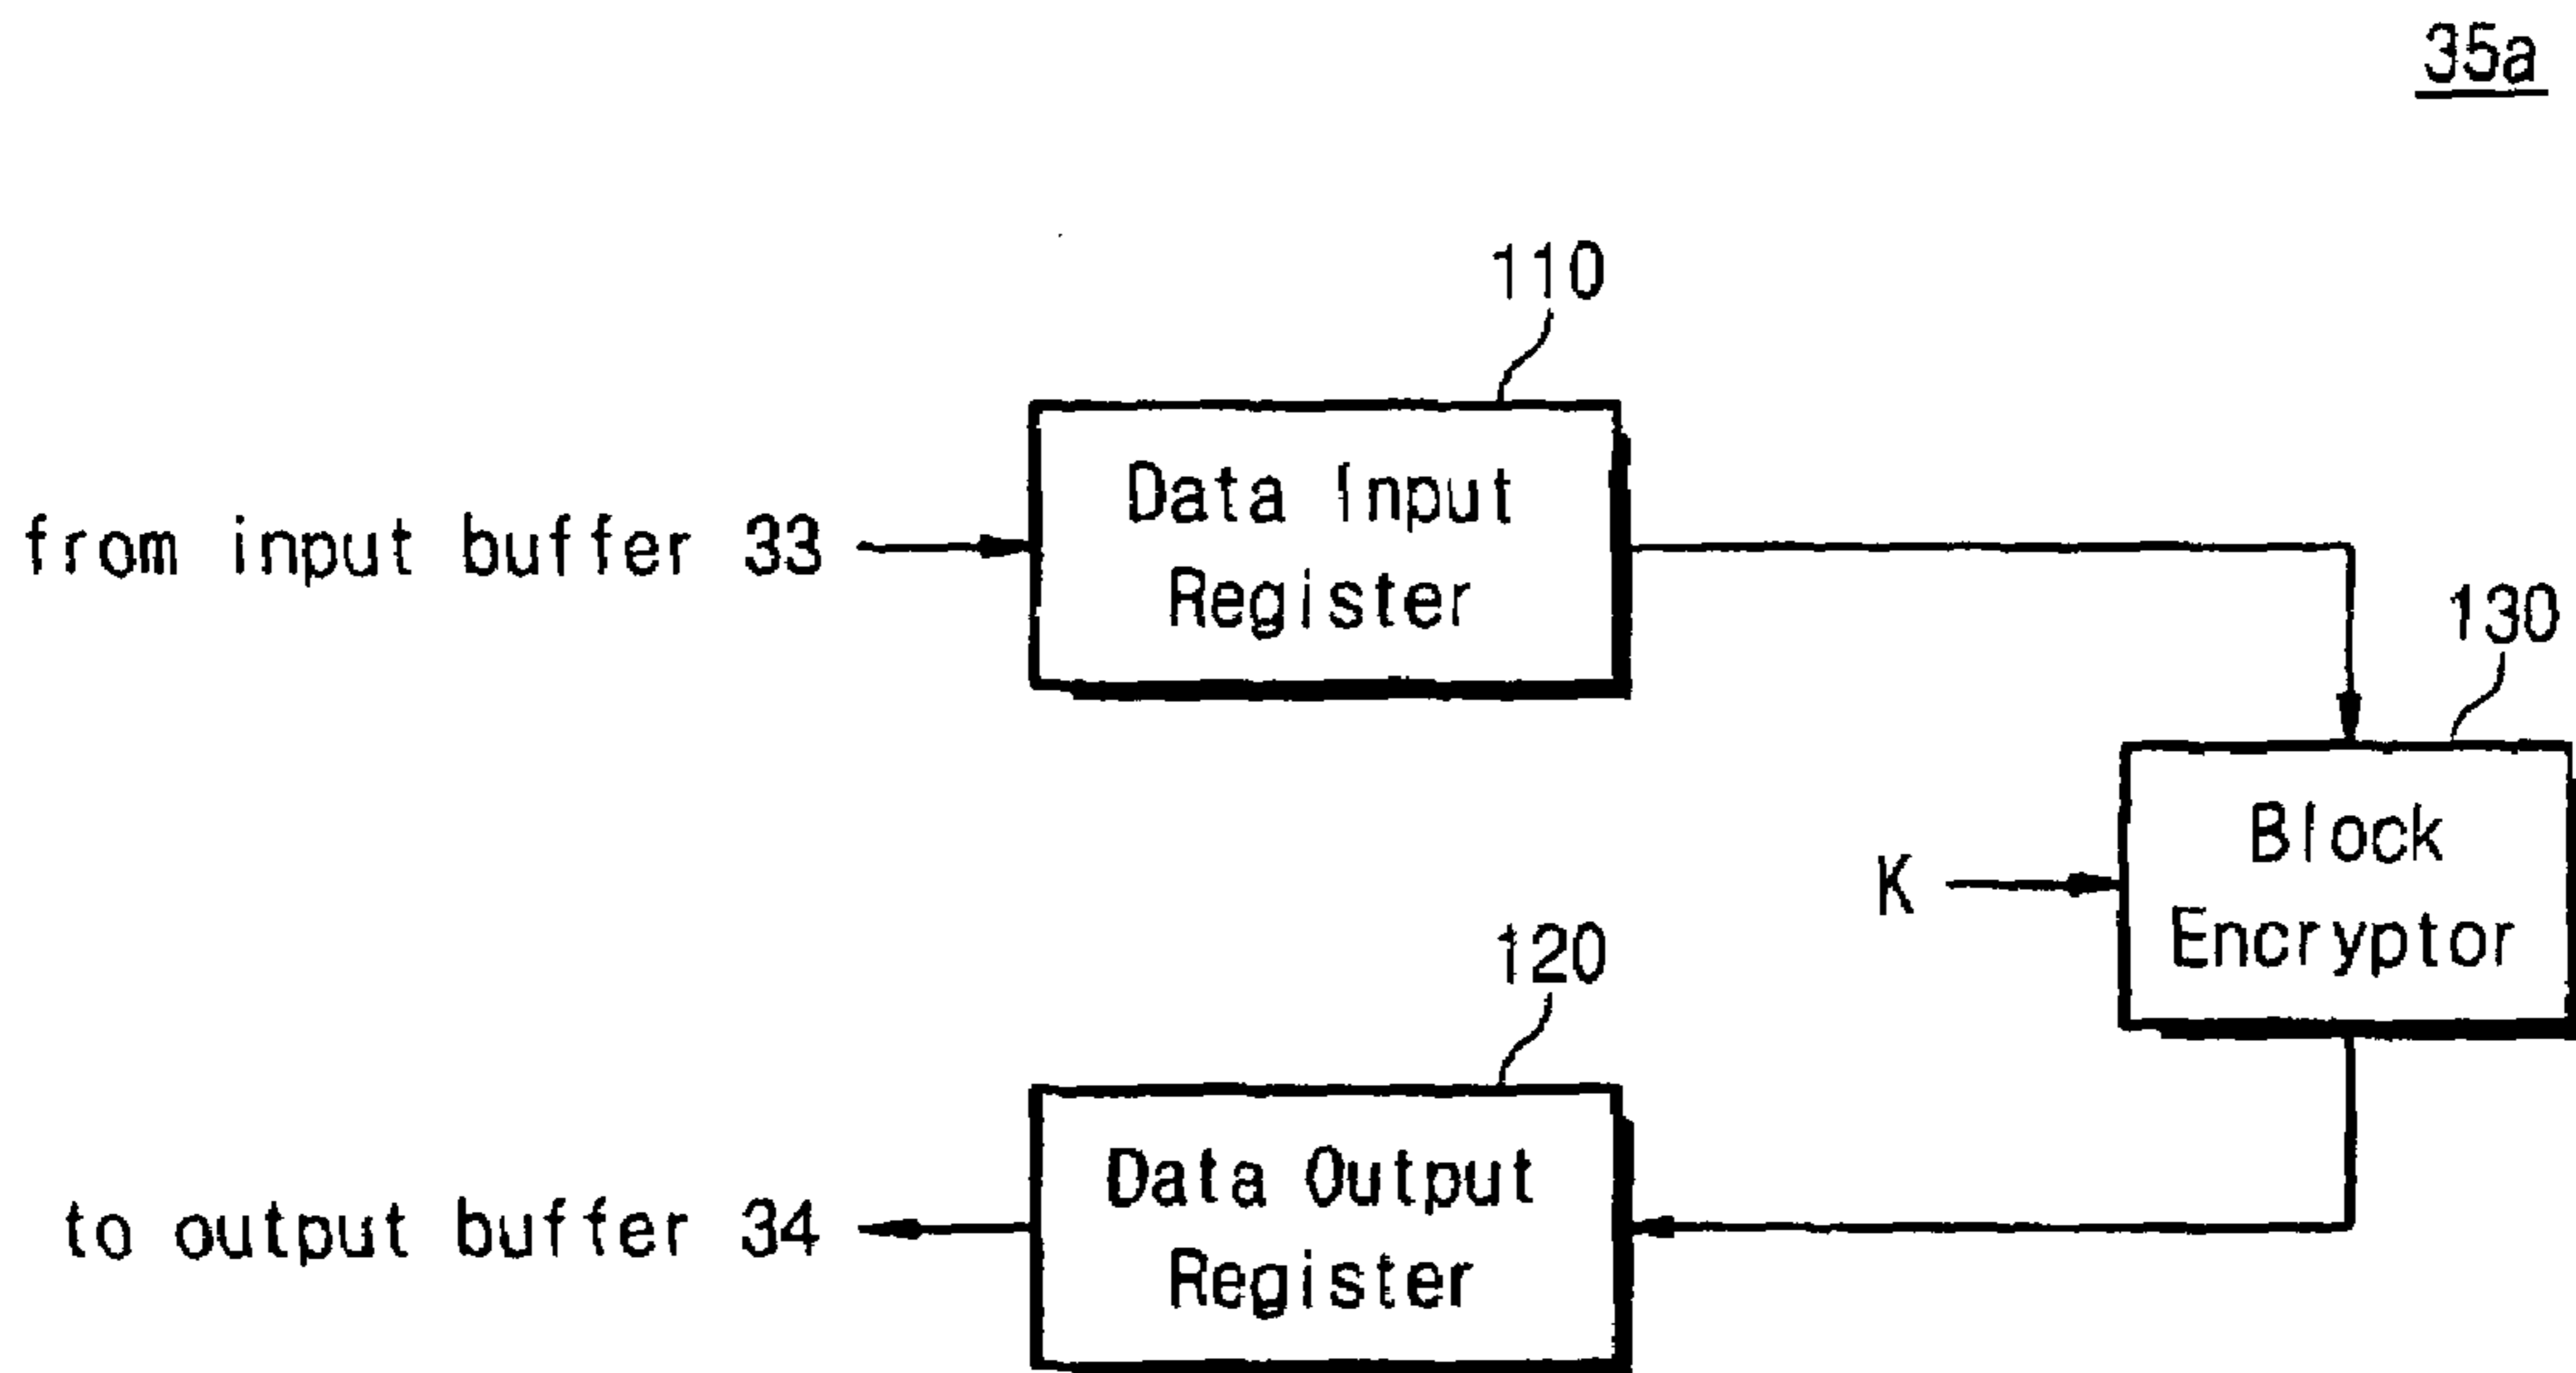 35a
110
Data Input
Register
from input buffer 33
130
Block
Encryptor
K
120
Data Output
Register
to output buffer 34